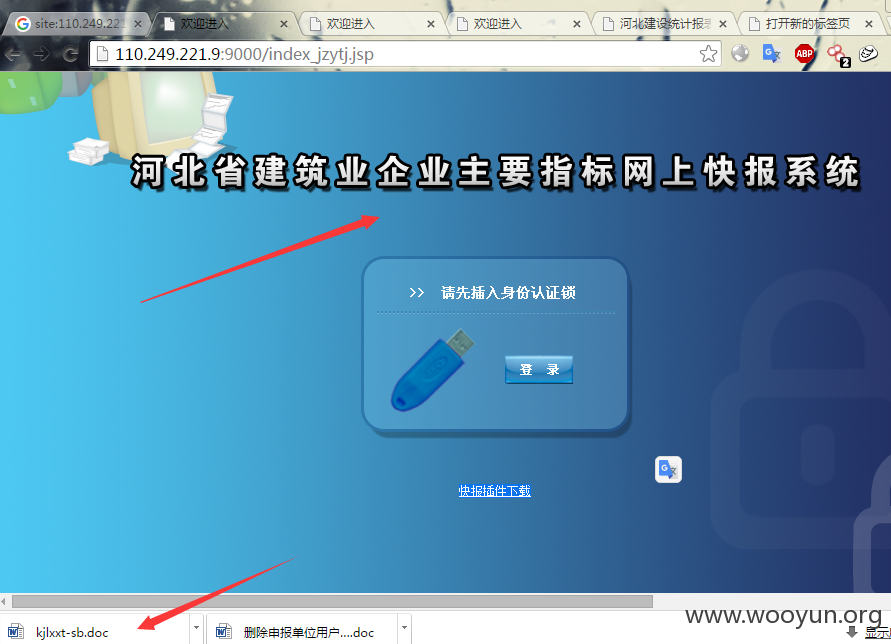 site:110.249.221
欢迎进入
欢迎进入
欢迎进入
河北建设统计报表
打开新的标签页
110.249.221.9:9000/index_jzytj.jsp
ABP
2
河北省建筑业企业主要指标网上快报系统
>> 请先插入身份认证锁
登 录
快报插件下载
www.wooyun.org
kjlxxt-sb.doc
删除申报单位用户....doc
显示